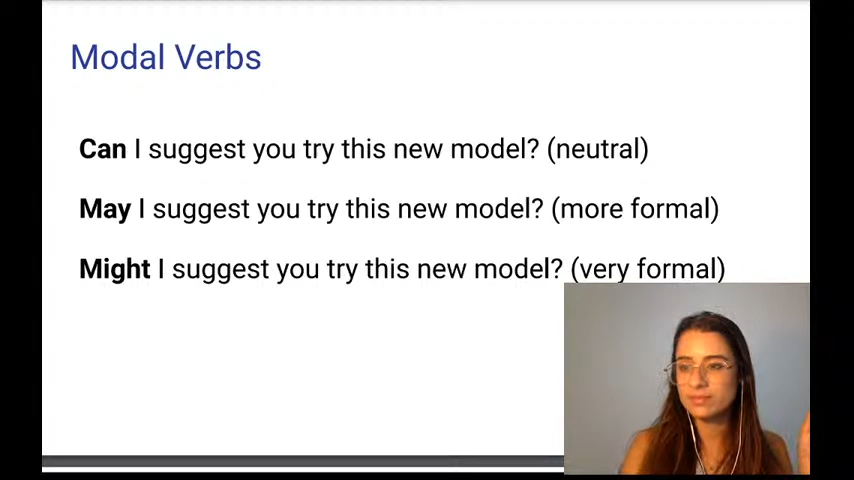 Modal Verbs
Can I suggest you try this new model? (neutral)
May I suggest you try this new model? (more formal)
Might I suggest you try this new model? (very formal)